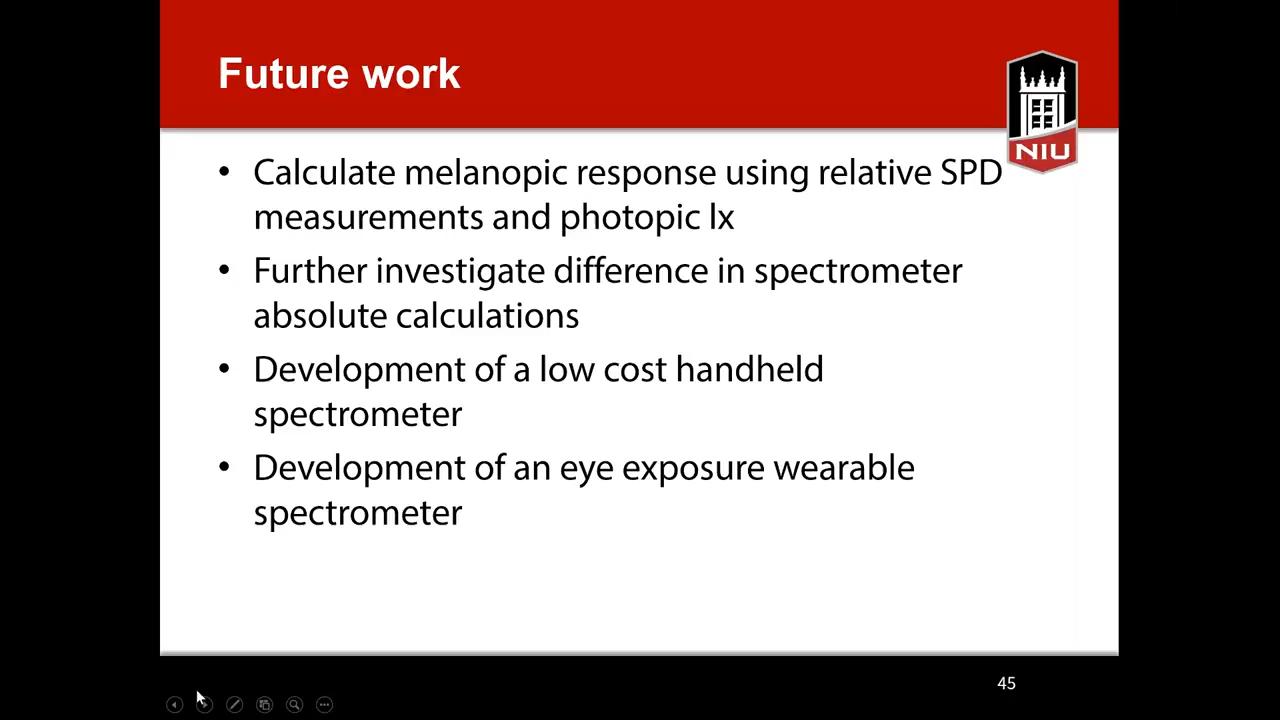 Future work
NIU
• Calculate melanopic response using relative SPD
measurements and photopic lx
• Further investigate difference in spectrometer
absolute calculations
• Development of a low cost handheld
spectrometer
• Development of an eye exposure wearable
spectrometer
45